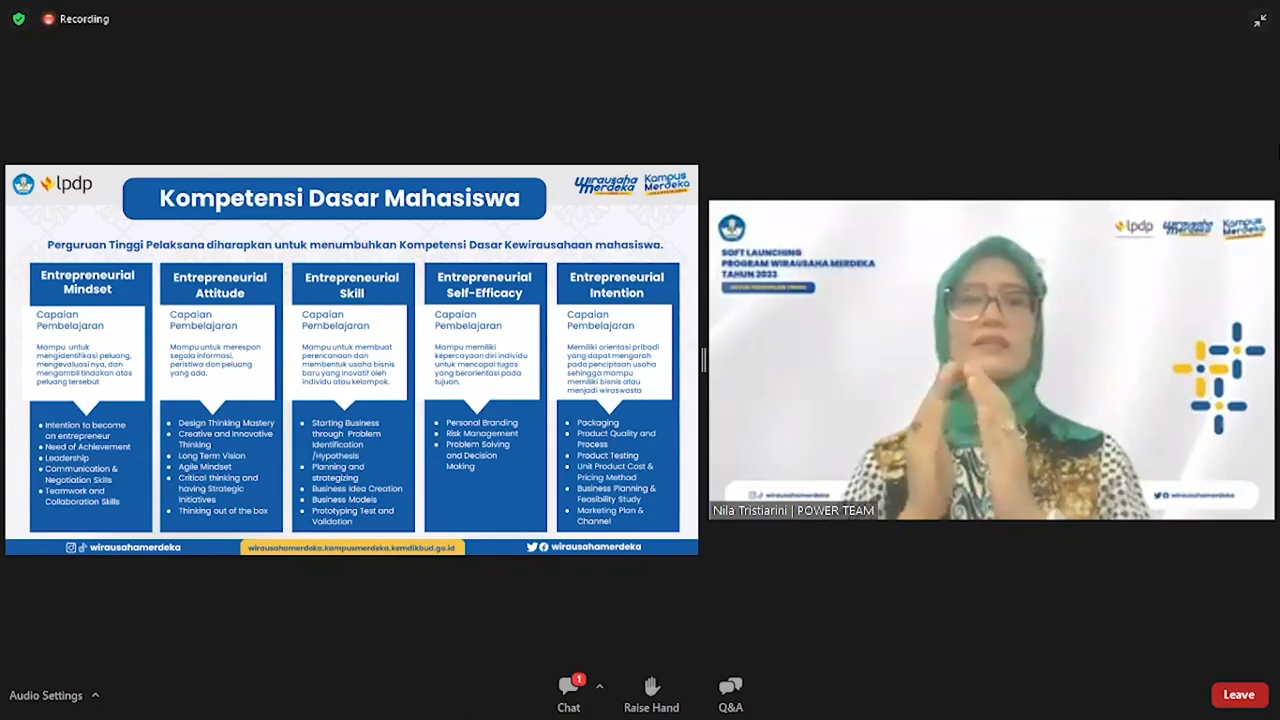 Recording
lpdp
Kompetensi Dasar Mahasiswa
Wirausaha
Merdeka
Kampus
Merdeka
Perguruan Tinggi Pelaksana diharapkan untuk menumbuhkan Kompetensi Dasar Kewirausahaan mahasiswa.
Entrepreneurial
Mindset
Capaian
Pembelajaran
Mampu untuk
mengidentifikasi peluang,
mengevaluasi nya, dan
mengambil tindakan atas
peluang tersebut
• Intention to become
an entrepreneur
• Need of Achievement
• Leadership
• Communication &
Negotiation Skills
• Teamwork and
Collaboration Skills
Entrepreneurial
Attitude
Capaian
Pembelajaran
Mampu untuk merespon
segala informasi,
peristiwa dan peluang
yang ada.
• Design Thinking Mastery
• Creative and Innovative
Thinking
• Long Term Vision
• Agile Mindset
• Critical thinking and
having Strategic
Initiatives
• Thinking out of the box
Entrepreneurial
Skill
Capaian
Pembelajaran
Mampu untuk membuat
perencanaan dan
membentuk usaha bisnis
baru yang inovatif oleh
individu atau kelompok.
• Starting Business
through Problem
Identification
/Hypothesis
• Planning and
strategizing
• Business Idea Creation
• Business Models
• Prototyping Test and
Validation
Entrepreneurial
Self-Efficacy
Capaian
Pembelajaran
Mampu memiliki
kepercayaan diri individu
untuk mencapai tugas
yang berorientasi pada
tujuan.
• Personal Branding
• Risk Management
• Problem Solving
and Decision
Making
Entrepreneurial
Intention
Capaian
Pembelajaran
Memiliki orientasi pribadi
yang dapat mengarah
pada penciptaan usaha
sehingga mampu
memiliki bisnis atau
menjadi wiraswasta
• Packaging
• Product Quality and
Process
• Product Testing
• Unit Product Cost &
Pricing Method
• Business Planning &
Feasibility Study
• Marketing Plan &
Channel
wirausahamerdeka
wirausahamerdeka.kampusmerdeka.kemdikbud.go.id
wirausahamerdeka
lpdp
Wirausaha
Merdeka
Kampus
Merdeka
SOFT LAUNCHING
PROGRAM WIRAUSAHA MERDEKA
TAHUN 2023
wirausahamerdeka
wirausahamerdeka
Nila Tristiarini | POWER TEAM
Audio Settings
1
Chat
Raise Hand
Q&A
Leave